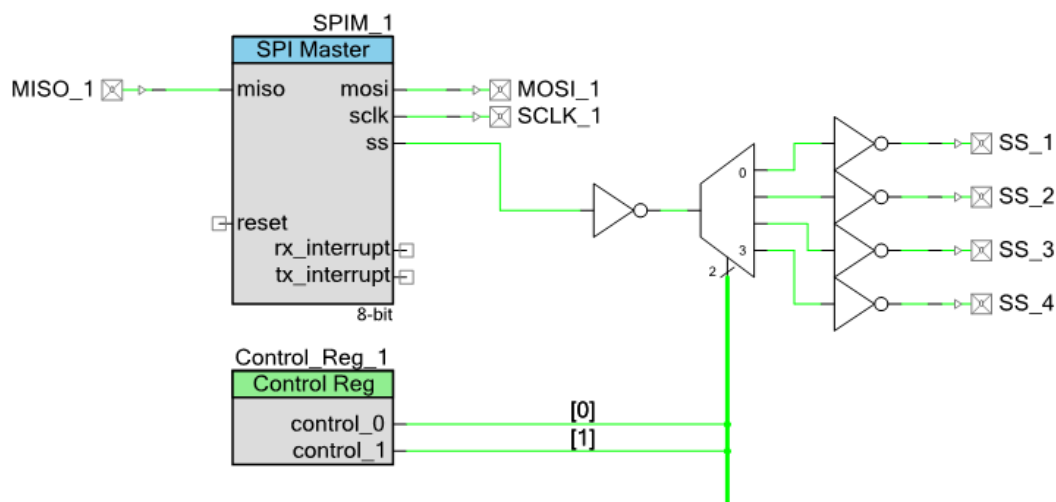 SPIM_1
SPI Master
MISO_1
miso
mosi
MOSI_1
sclk
SCLK_1
ss
reset
rx_interrupt
tx_interrupt
8-bit
0
3
2
SS_1
SS_2
SS_3
SS_4
Control_Reg_1
Control Reg
control_0
[0]
control_1
[1]